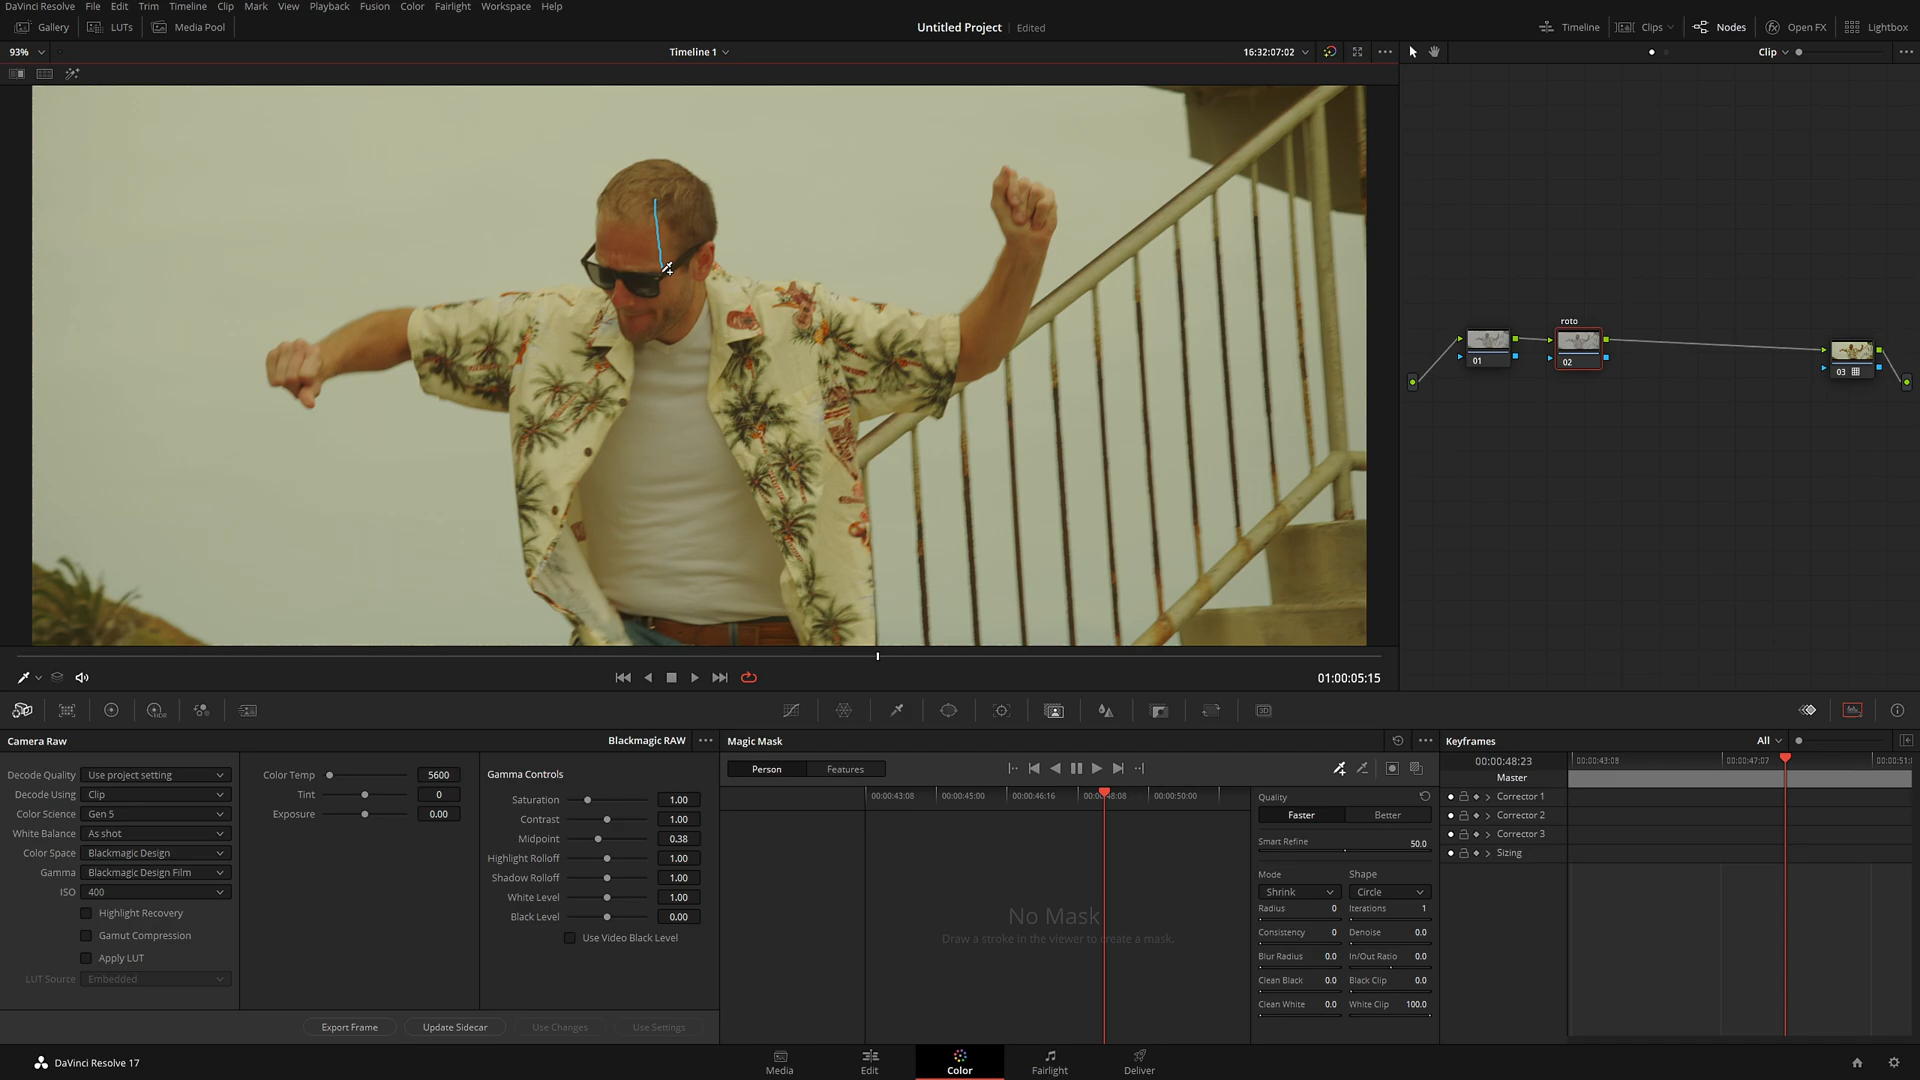 DaVinci Resolve File Edit Trim Timeline Clip Mark View Playback Fusion Color Fairlight Workspace Help
Gallery LUTs Media Pool Untitled Project Edited Timeline Clips Nodes Open FX Lightbox
93% Timeline 1 16:32:07:02 Clip
roto
01 02 03
01:00:05:15
HDR 3D
Camera Raw Blackmagic RAW Magic Mask Keyframes All
Decode Quality Use project setting
Decode Using Clip
Color Science Gen 5
White Balance As shot
Color Space Blackmagic Design
Gamma Blackmagic Design Film
ISO 400
Highlight Recovery
Gamut Compression
Apply LUT
LUT Source Embedded
Color Temp 5600
Tint 0
Exposure 0.00
Gamma Controls
Saturation 1.00
Contrast 1.00
Midpoint 0.38
Highlight Rolloff 1.00
Shadow Rolloff 1.00
White Level 1.00
Black Level 0.00
Use Video Black Level
Export Frame Update Sidecar Use Changes Use Settings
Person Features
00:00:43:08 00:00:45:00 00:00:46:16 00:00:50:00
No Mask
Draw a stroke in the viewer to create a mask.
Quality
Faster Better
Smart Refine 50.0
Mode Shape
Shrink Circle
Radius 0 Iterations 1
Consistency 0 Denoise 0.0
Blur Radius 0.0 In/Out Ratio 0.0
Clean Black 0.0 Black Clip 0.0
Clean White 0.0 White Clip 100.0
00:00:48:23 00:00:43:08 00:00:47:07
Master
Corrector 1
Corrector 2
Corrector 3
Sizing
DaVinci Resolve 17 Media Edit Color Fairlight Deliver